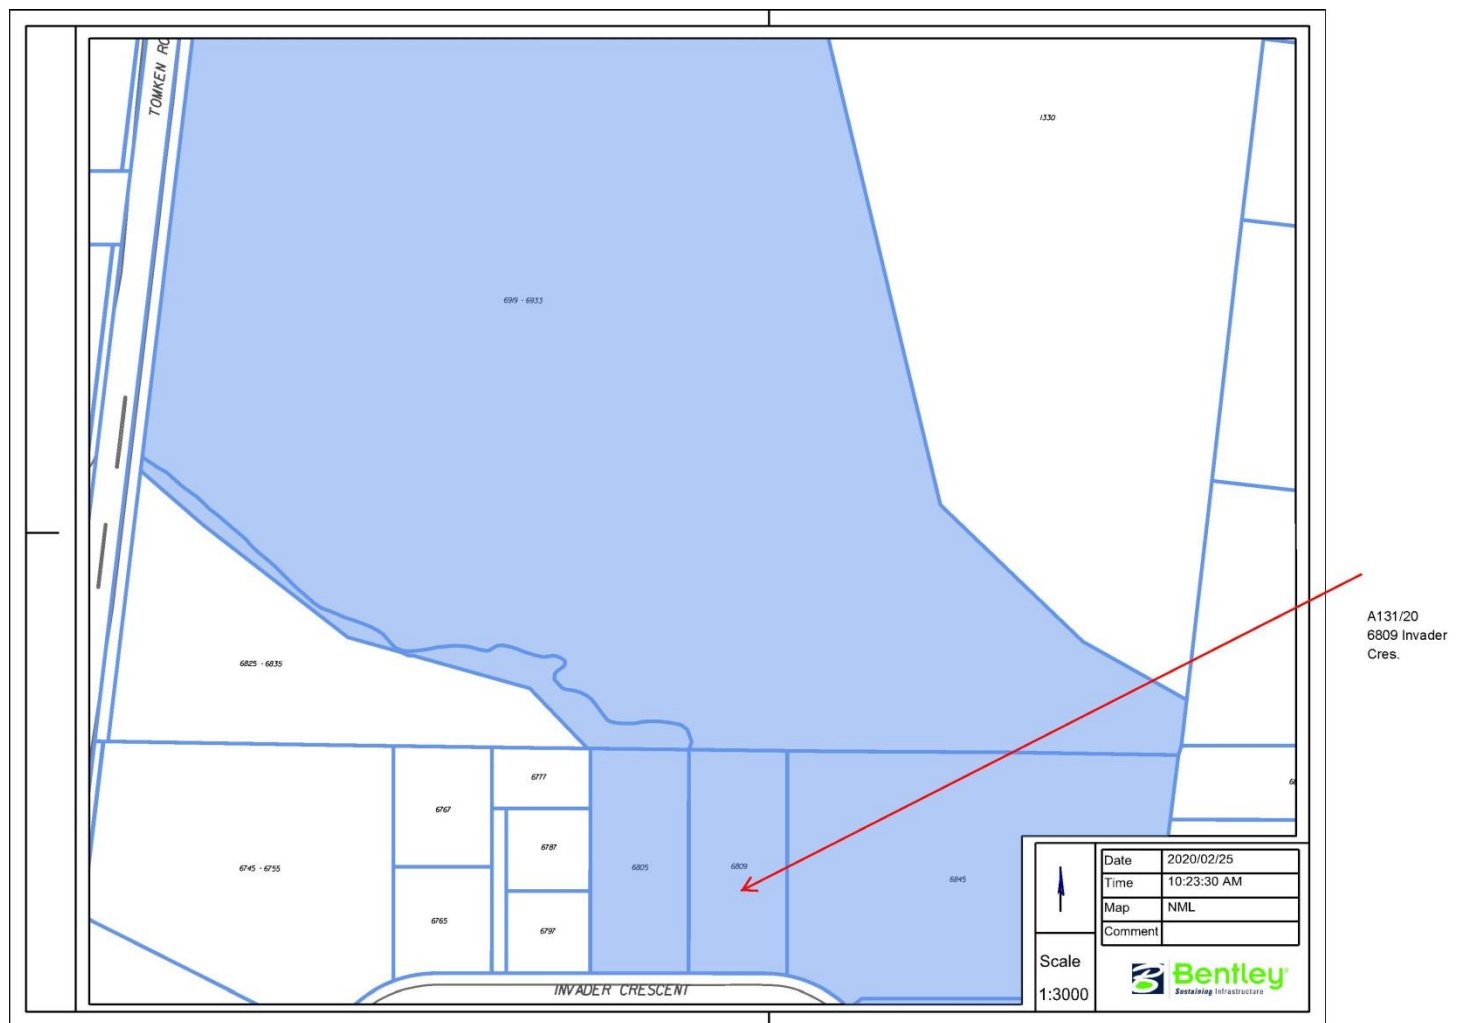 TOMKEN RO
1330
6919 - 6933
A131/20
6809 Invader
Cres.
6825 - 6835
6777
6767
6787
6745 - 6755
6805
6809
6845
6765
6797
INVADER CRESCENT
Date 2020/02/25
Time 10:23:30 AM
Map NML
Comment
Scale
1:3000
Bentley
Sustaining Infrastructure